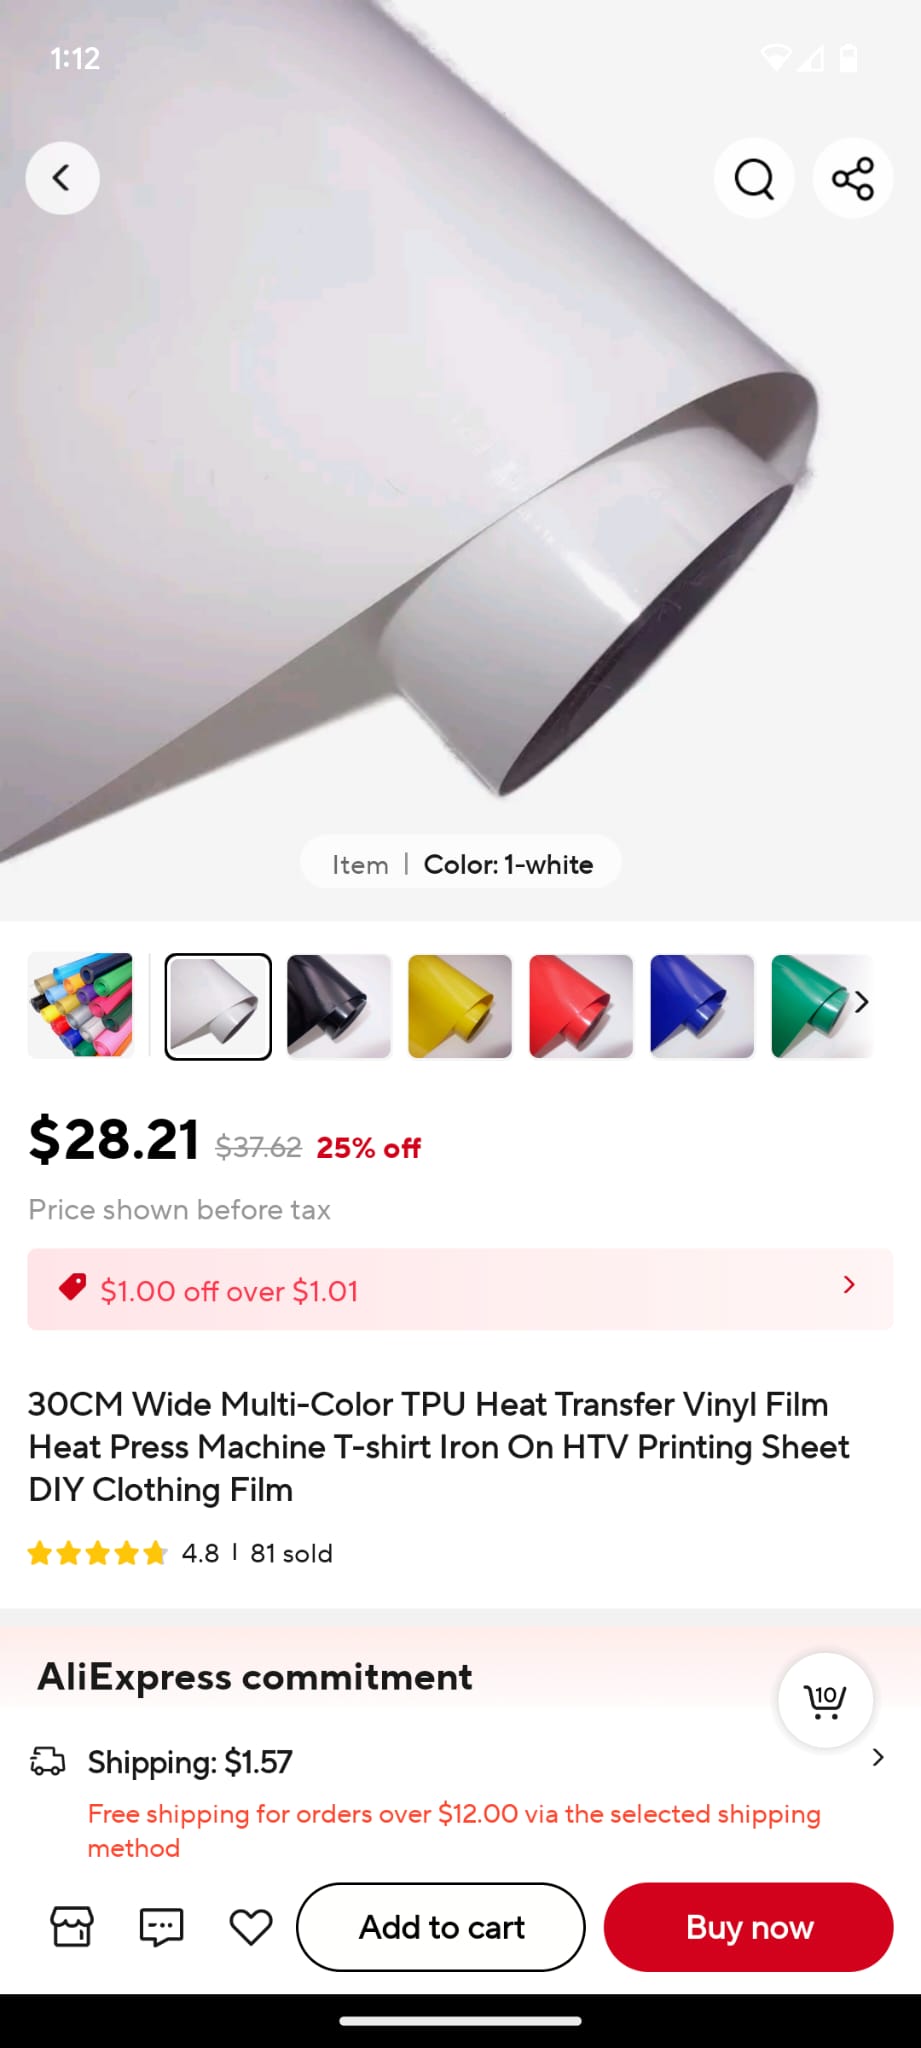 1:12
Item | Color: 1-white
$28.21 $37.62 25% off
Price shown before tax
$1.00 off over $1.01
30CM Wide Multi-Color TPU Heat Transfer Vinyl Film
Heat Press Machine T-shirt Iron On HTV Printing Sheet
DIY Clothing Film
4.8 | 81 sold
AliExpress commitment
10
Shipping: $1.57
Free shipping for orders over $12.00 via the selected shipping
method
Add to cart
Buy now